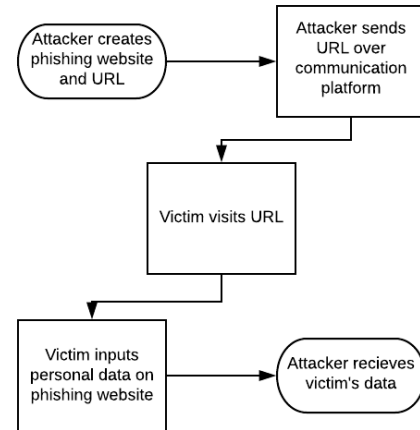 Attacker creates
phishing website
and URL
Attacker sends
URL over
communication
platform
Victim visits URL
Victim inputs
personal data on
phishing website
Attacker recieves
victim's data